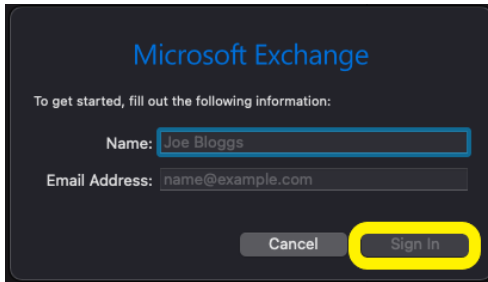 Microsoft Exchange
To get started, fill out the following information:
Name: Joe Bloggs
Email Address: name@example.com
Cancel Sign In